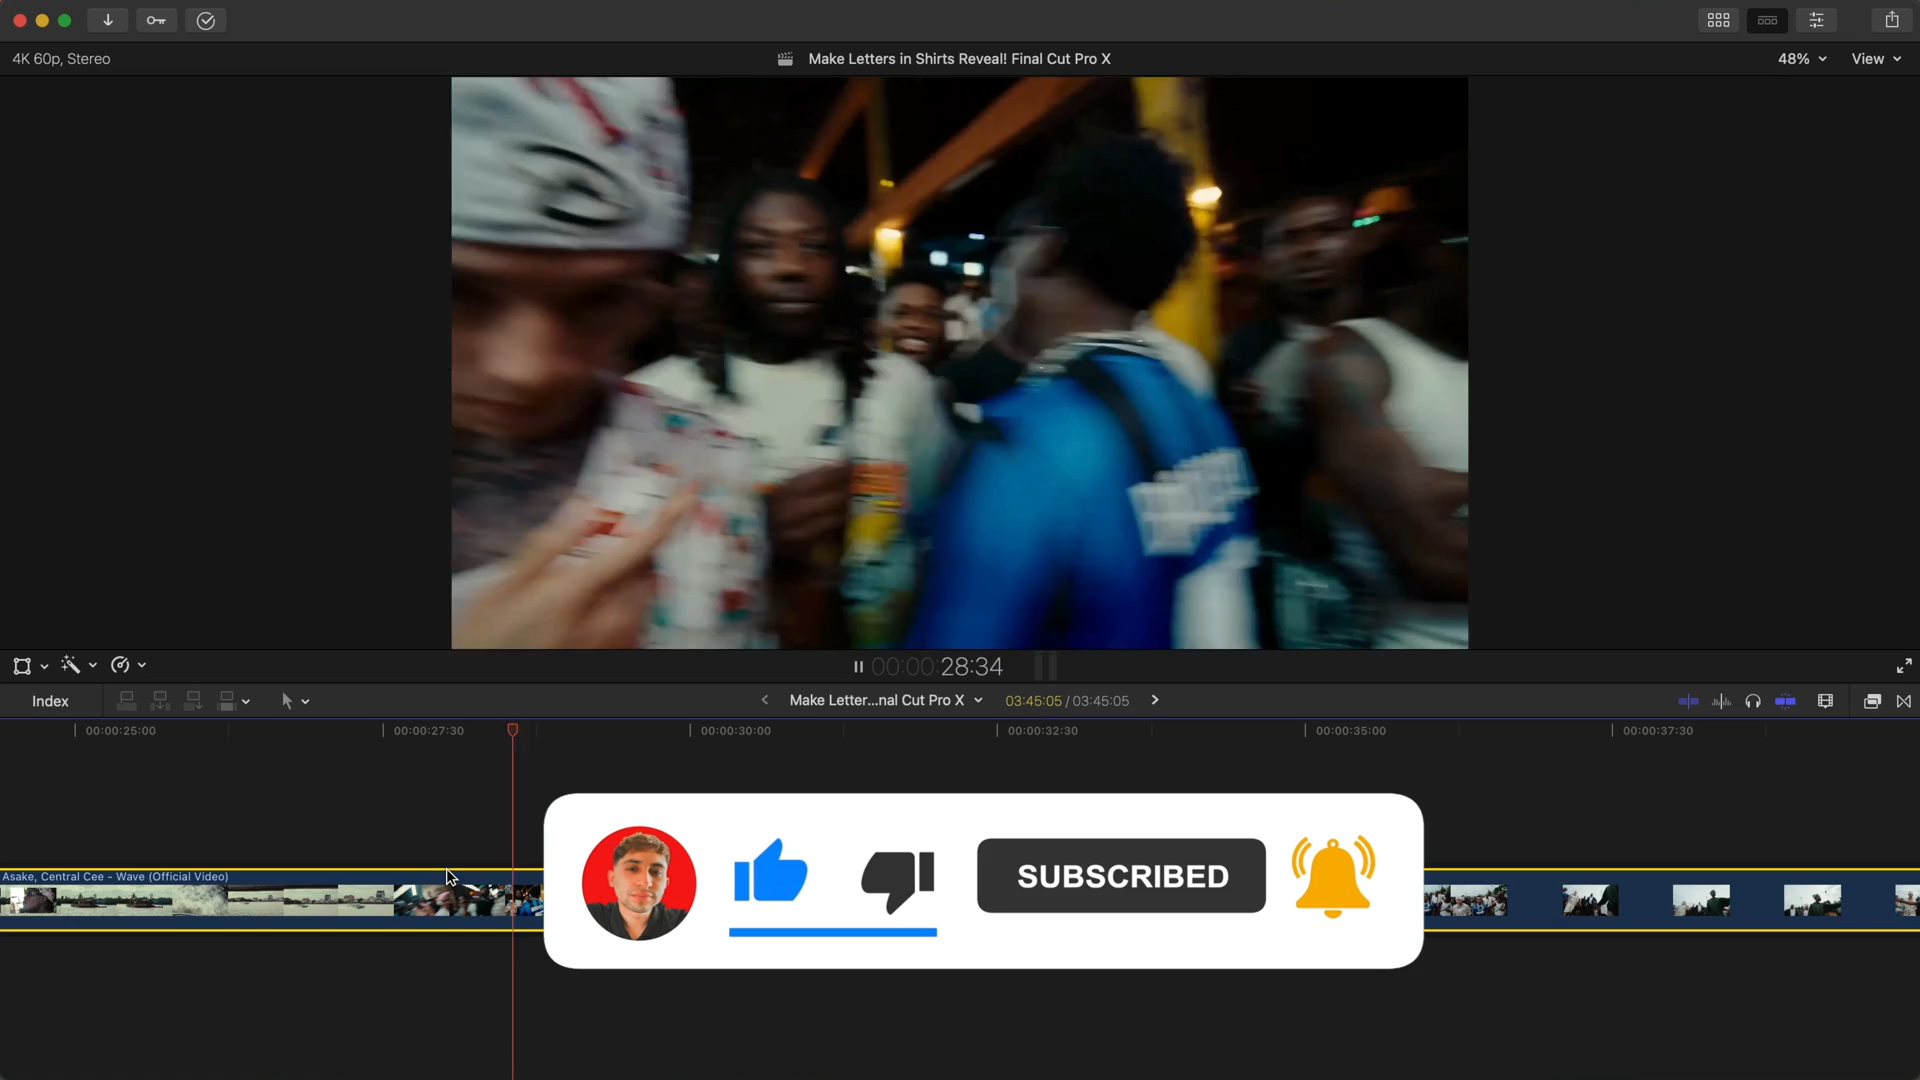 4K 60p, Stereo
Make Letters in Shirts Reveal! Final Cut Pro X
48%
View
00:00:28:34
Index
Make Letter...nal Cut Pro X
03:45:05 / 03:45:05
00:00:25:00
00:00:27:30
00:00:30:00
00:00:32:30
00:00:35:00
00:00:37:30
Asake, Central Cee - Wave (Official Video)
SUBSCRIBED